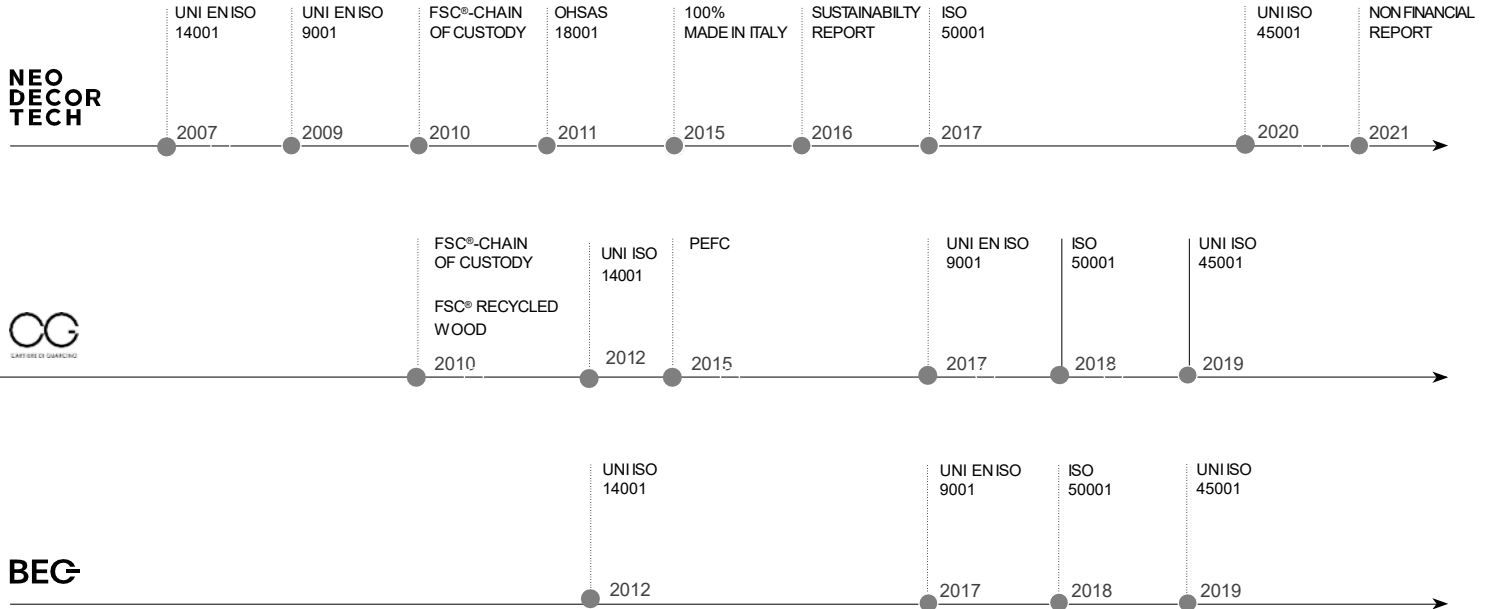 UNI EN ISO
14001
UNI EN ISO
9001
FSC®-CHAIN
OF CUSTODY
OHSAS
18001
100%
MADE IN ITALY
SUSTAINABILTY
REPORT
ISO
50001
UNI ISO
45001
NON FINANCIAL
REPORT
NEO
DECOR
TECH
2007
2009
2010
2011
2015
2016
2017
2020
2021
FSC®-CHAIN
OF CUSTODY
FSC® RECYCLED
WOOD
UNI ISO
14001
PEFC
UNI EN ISO
9001
ISO
50001
UNI ISO
45001
CG
CARTIERE DI GUARCINO
2010
2012
2015
2017
2018
2019
UNI ISO
14001
UNI EN ISO
9001
ISO
50001
UNI ISO
45001
BEG
2012
2017
2018
2019